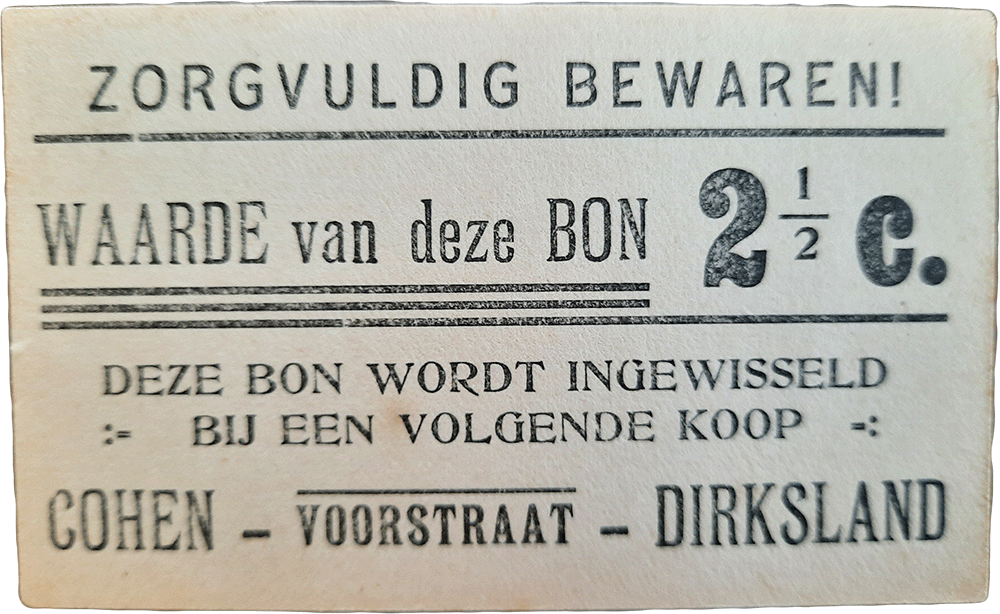 ZORGVULDIG BEWAREN!
WAARDE van deze BON 2 1/2 c.
DEZE BON WORDT INGEWISSELD
:= BIJ EEN VOLGENDE KOOP =:
COHEN – VOORSTRAAT – DIRKSLAND